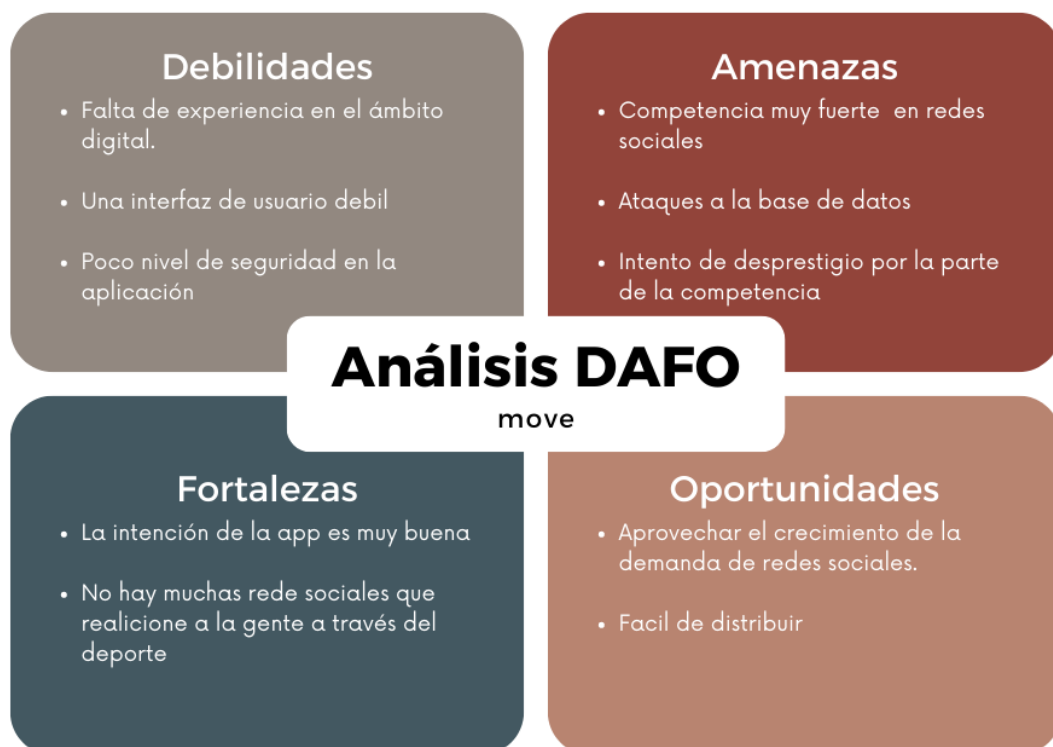 Debilidades
• Falta de experiencia en el ámbito
digital.
• Una interfaz de usuario debil
• Poco nivel de seguridad en la
aplicación
Amenazas
• Competencia muy fuerte en redes
sociales
• Ataques a la base de datos
• Intento de desprestigio por la parte
de la competencia
Análisis DAFO
move
Fortalezas
• La intención de la app es muy buena
• No hay muchas rede sociales que
realicione a la gente a través del
deporte
Oportunidades
• Aprovechar el crecimiento de la
demanda de redes sociales.
• Facil de distribuir